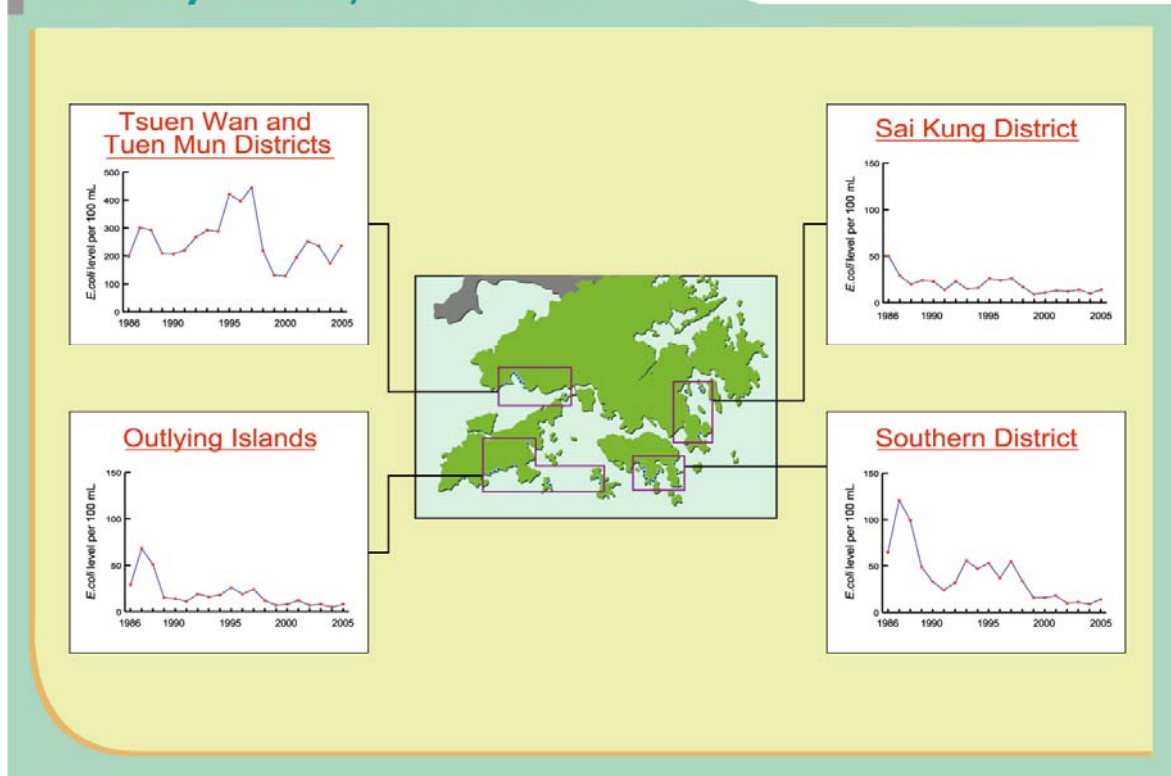 Tsuen Wan and
Tuen Mun Districts
E.coli level per 100 mL
500
400
300
200
100
0
1986 1990 1995 2000 2005
Sai Kung District
E.coli level per 100 mL
150
100
50
0
1986 1990 1995 2000 2005
Outlying Islands
E.coli level per 100 mL
150
100
50
0
1986 1990 1995 2000 2005
Southern District
E.coli level per 100 mL
150
100
50
0
1986 1990 1995 2000 2005